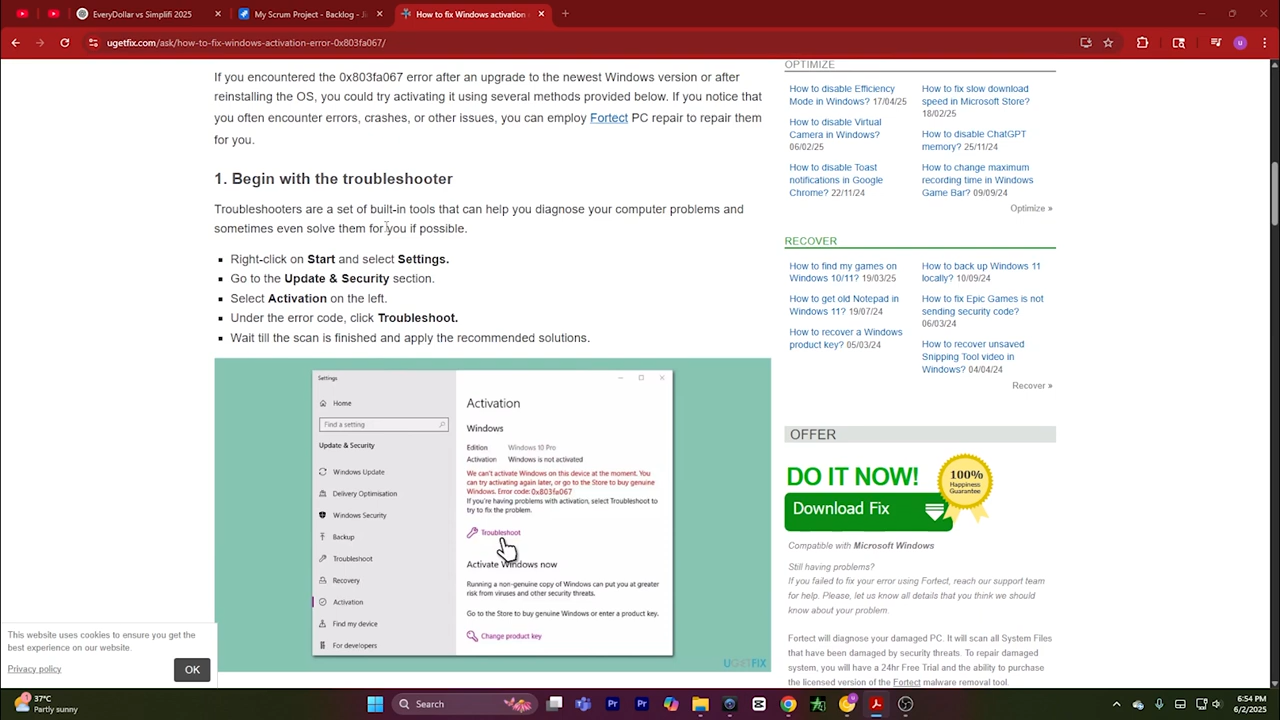 EveryDollar vs Simplifi 2025
My Scrum Project - Backlog - Ji
How to fix Windows activation
ugetfix.com/ask/how-to-fix-windows-activation-error-0x803fa067/
If you encountered the 0x803fa067 error after an upgrade to the newest Windows version or after
reinstalling the OS, you could try activating it using several methods provided below. If you notice that
you often encounter errors, crashes, or other issues, you can employ Fortect PC repair to repair them
for you.
1. Begin with the troubleshooter
Troubleshooters are a set of built-in tools that can help you diagnose your computer problems and
sometimes even solve them for you if possible.
Right-click on Start and select Settings.
Go to the Update & Security section.
Select Activation on the left.
Under the error code, click Troubleshoot.
Wait till the scan is finished and apply the recommended solutions.
Settings
Home
Find a setting
Update & Security
Windows Update
Delivery Optimisation
Windows Security
Backup
Troubleshoot
Recovery
Activation
Find my device
For developers
Activation
Windows
Edition Windows 10 Pro
Activation Windows is not activated
We can't activate Windows on this device at the moment. You
can try activating again later, or go to the Store to buy genuine
Windows. Error code: 0x803fa067
If you're having problems with activation, select Troubleshoot to
try to fix the problem.
Troubleshoot
Activate Windows now
Running a non-genuine copy of Windows can put you at greater
risk from viruses and other security threats.
Go to the Store to buy genuine Windows or enter a product key.
Change product key
UGETFIX
OPTIMIZE
How to disable Efficiency
Mode in Windows? 17/04/25
How to disable Virtual
Camera in Windows?
06/02/25
How to disable Toast
notifications in Google
Chrome? 22/11/24
How to fix slow download
speed in Microsoft Store?
18/02/25
How to disable ChatGPT
memory? 25/11/24
How to change maximum
recording time in Windows
Game Bar? 09/09/24
Optimize »
RECOVER
How to find my games on
Windows 10/11? 19/03/25
How to get old Notepad in
Windows 11? 19/07/24
How to recover a Windows
product key? 05/03/24
How to back up Windows 11
locally? 10/09/24
How to fix Epic Games is not
sending security code?
06/03/24
How to recover unsaved
Snipping Tool video in
Windows? 04/04/24
Recover »
OFFER
DO IT NOW!
Download Fix
100%
Happiness
Guarantee
Compatible with Microsoft Windows
Still having problems?
If you failed to fix your error using Fortect, reach our support team
for help. Please, let us know all details that you think we should
know about your problem.
Fortect will diagnose your damaged PC. It will scan all System Files
that have been damaged by security threats. To repair damaged
system, you will have a 24hr Free Trial and the ability to purchase
the licensed version of the Fortect malware removal tool.
This website uses cookies to ensure you get the
best experience on our website.
Privacy policy
OK
37°C
Partly sunny
Search
6:54 PM
6/2/2025